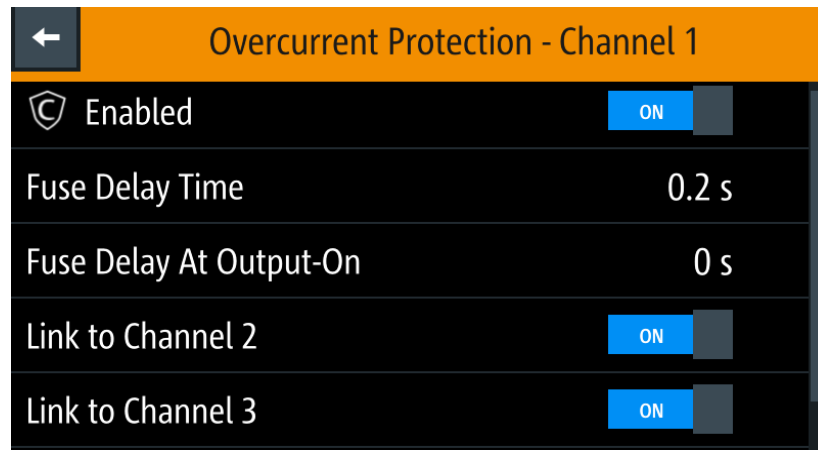 Overcurrent Protection - Channel 1
C Enabled ON
Fuse Delay Time 0.2 s
Fuse Delay At Output-On 0 s
Link to Channel 2 ON
Link to Channel 3 ON